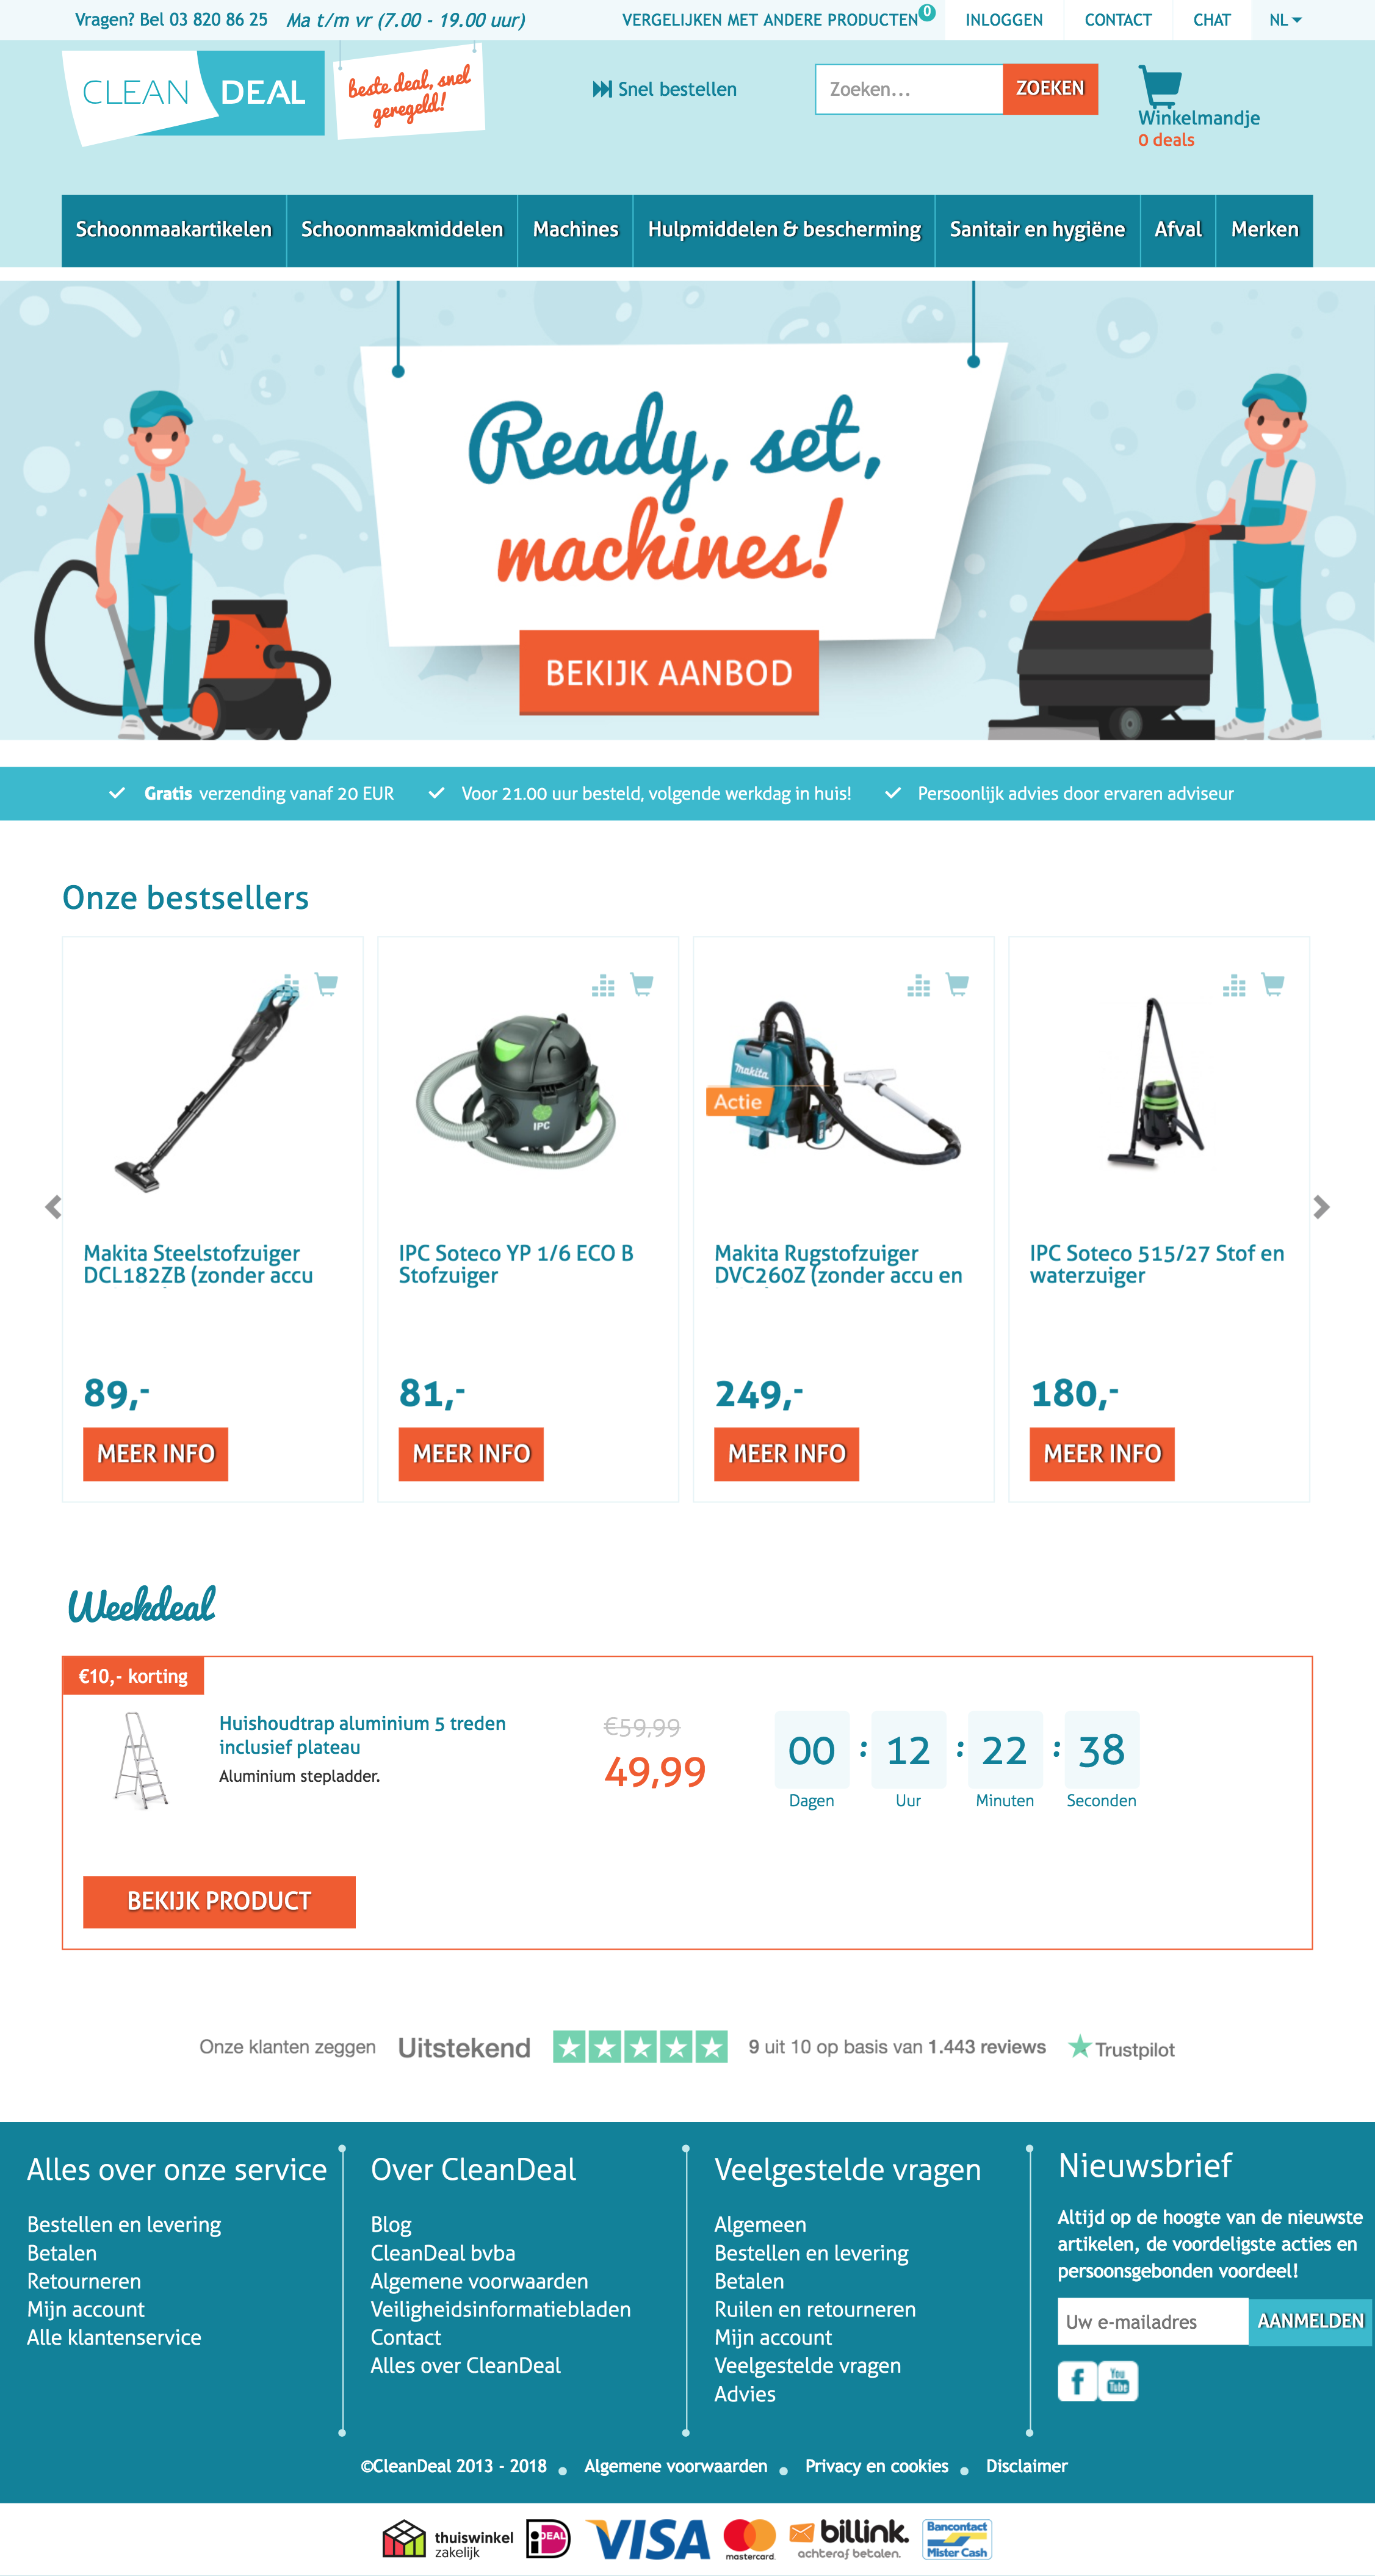 Vragen? Bel 03 820 86 25 Ma t/m vr (7.00 - 19.00 uur) VERGELIJKEN MET ANDERE PRODUCTEN 0 INLOGGEN CONTACT CHAT NL
CLEAN DEAL
beste deal, snel
geregeld!
Snel bestellen
Zoeken...
ZOEKEN
Winkelmandje
0 deals
Schoonmaakartikelen Schoonmaakmiddelen Machines Hulpmiddelen & bescherming Sanitair en hygiëne Afval Merken
Ready, set,
machines!
BEKIJK AANBOD
Gratis verzending vanaf 20 EUR Voor 21.00 uur besteld, volgende werkdag in huis! Persoonlijk advies door ervaren adviseur
Onze bestsellers
IPC
makita
Actie
Makita Steelstofzuiger
DCL182ZB (zonder accu
89,-
MEER INFO
IPC Soteco YP 1/6 ECO B
Stofzuiger
81,-
MEER INFO
Makita Rugstofzuiger
DVC260Z (zonder accu en
249,-
MEER INFO
IPC Soteco 515/27 Stof en
waterzuiger
180,-
MEER INFO
Weekdeal
€10,- korting
Huishoudtrap aluminium 5 treden
inclusief plateau
Aluminium stepladder.
€59,99
49,99
00 : 12 : 22 : 38
Dagen Uur Minuten Seconden
BEKIJK PRODUCT
Onze klanten zeggen Uitstekend 9 uit 10 op basis van 1.443 reviews Trustpilot
Alles over onze service
Bestellen en levering
Betalen
Retourneren
Mijn account
Alle klantenservice
Over CleanDeal
Blog
CleanDeal bvba
Algemene voorwaarden
Veiligheidsinformatiebladen
Contact
Alles over CleanDeal
Veelgestelde vragen
Algemeen
Bestellen en levering
Betalen
Ruilen en retourneren
Mijn account
Veelgestelde vragen
Advies
Nieuwsbrief
Altijd op de hoogte van de nieuwste
artikelen, de voordeligste acties en
persoonsgebonden voordeel!
Uw e-mailadres
AANMELDEN
f You
Tube
©CleanDeal 2013 - 2018 Algemene voorwaarden Privacy en cookies Disclaimer
thuiswinkel
zakelijk
iDEAL
VISA
mastercard.
billink.
achteraf betalen.
Bancontact
Mister Cash